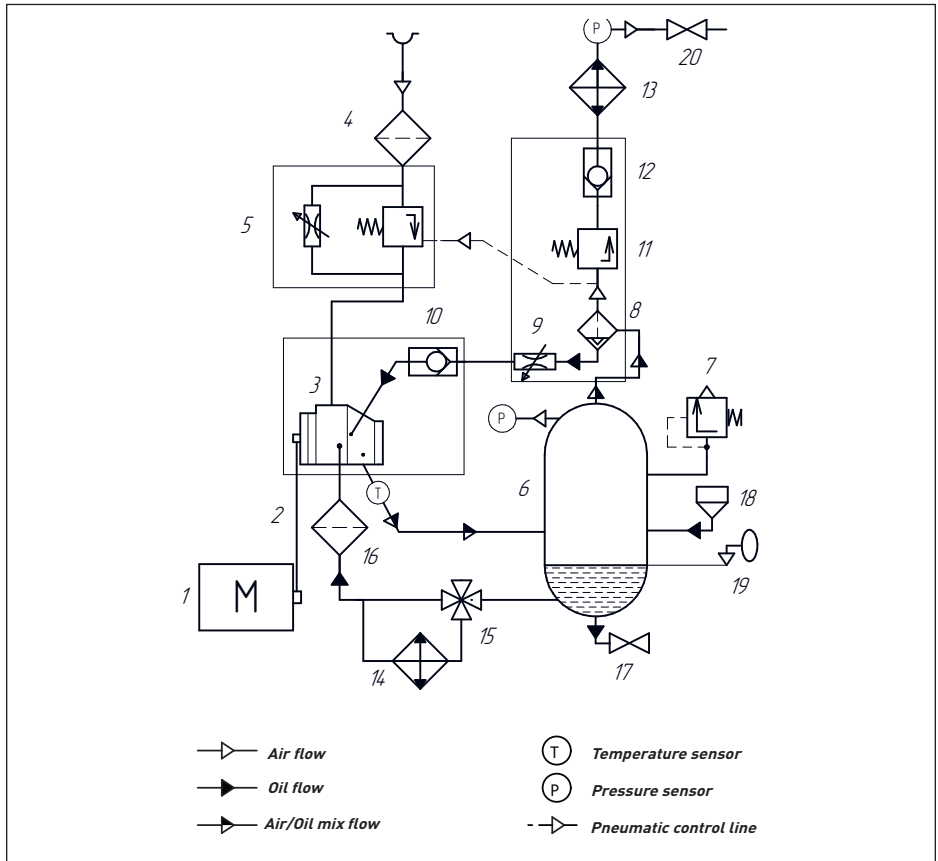 P
20
13
4
12
5
11
10
9
8
7
3
P
6
18
2
T
16
19
1
M
15
14
17
Air flow
T Temperature sensor
Oil flow
P Pressure sensor
Air/Oil mix flow
Pneumatic control line